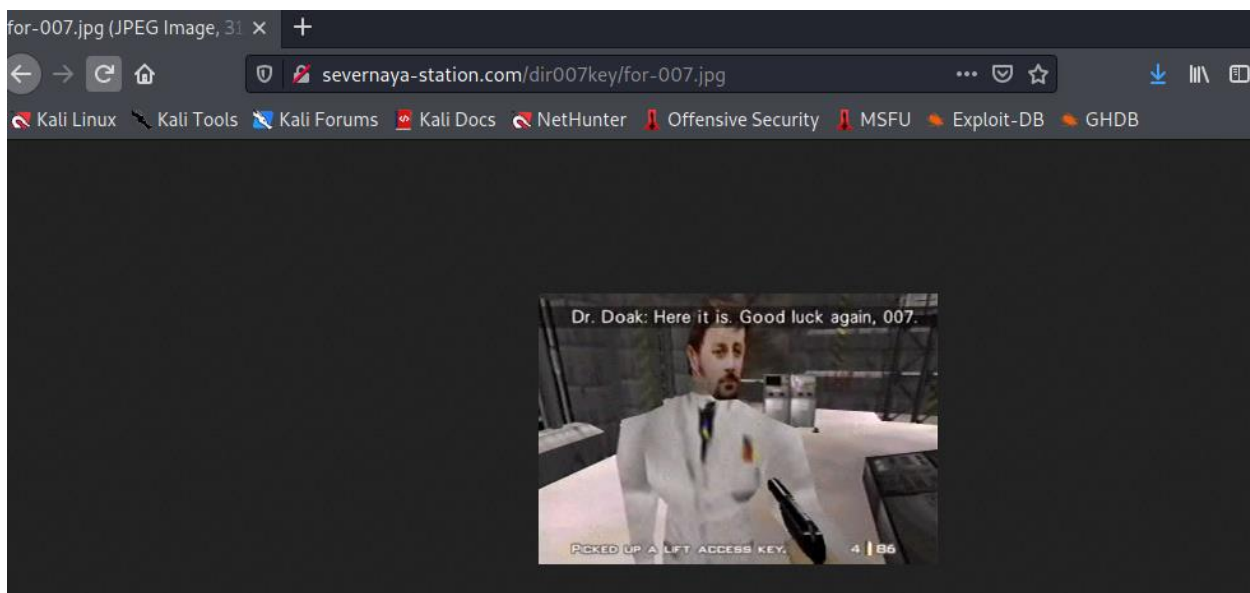 for-007.jpg (JPEG Image, 31
severnaya-station.com/dir007key/for-007.jpg
Kali Linux Kali Tools Kali Forums Kali Docs NetHunter Offensive Security MSFU Exploit-DB GHDB
Dr. Doak: Here it is. Good luck again, 007.
PICKED UP A LIFT ACCESS KEY. 4 86